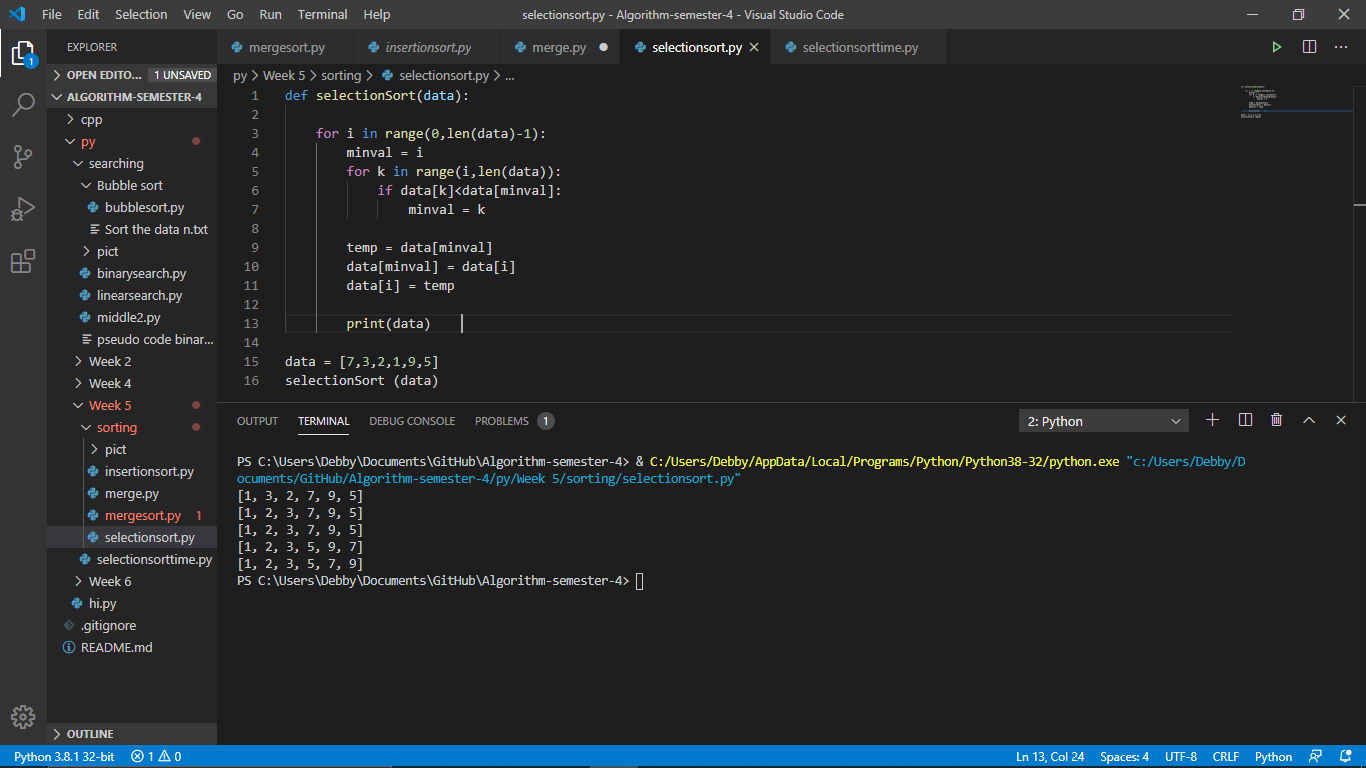 File Edit Selection View Go Run Terminal Help selectionsort.py - Algorithm-semester-4 - Visual Studio Code
EXPLORER
1
OPEN EDITO... 1 UNSAVED
ALGORITHM-SEMESTER-4
cpp
py
searching
Bubble sort
bubblesort.py
Sort the data n.txt
pict
binarysearch.py
linearsearch.py
middle2.py
pseudo code binar...
Week 2
Week 4
Week 5
sorting
pict
insertionsort.py
merge.py
mergesort.py 1
selectionsort.py
selectionsorttime.py
Week 6
hi.py
.gitignore
README.md
OUTLINE
mergesort.py insertionsort.py merge.py selectionsort.py selectionsorttime.py
py > Week 5 > sorting > selectionsort.py > ...
1 def selectionSort(data):
2
3 for i in range(0,len(data)-1):
4 minval = i
5 for k in range(i,len(data)):
6 if data[k]<data[minval]:
7 minval = k
8
9 temp = data[minval]
10 data[minval] = data[i]
11 data[i] = temp
12
13 print(data)
14
15 data = [7,3,2,1,9,5]
16 selectionSort (data)
OUTPUT TERMINAL DEBUG CONSOLE PROBLEMS 1 2: Python
PS C:\Users\Debby\Documents\GitHub\Algorithm-semester-4> & C:/Users/Debby/AppData/Local/Programs/Python/Python38-32/python.exe "c:/Users/Debby/D
ocuments/GitHub/Algorithm-semester-4/py/Week 5/sorting/selectionsort.py"
[1, 3, 2, 7, 9, 5]
[1, 2, 3, 7, 9, 5]
[1, 2, 3, 7, 9, 5]
[1, 2, 3, 5, 9, 7]
[1, 2, 3, 5, 7, 9]
PS C:\Users\Debby\Documents\GitHub\Algorithm-semester-4>
Python 3.8.1 32-bit 1 0 Ln 13, Col 24 Spaces: 4 UTF-8 CRLF Python